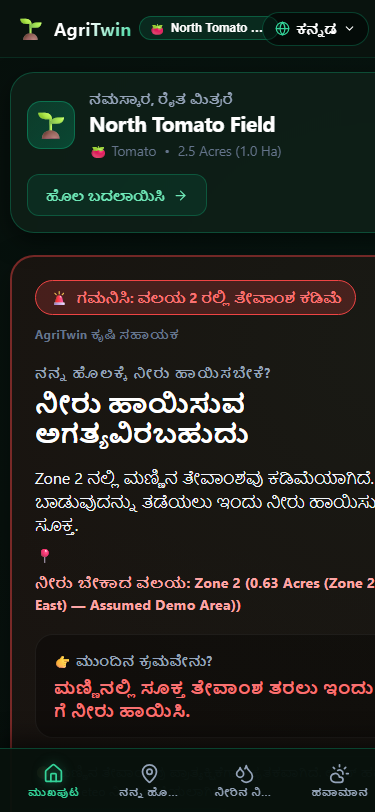 AgriTwin
North Tomato ...
ಕನ್ನಡ
ನಮಸ್ಕಾರ, ರೈತ ಮಿತ್ರರೆ
North Tomato Field
Tomato • 2.5 Acres (1.0 Ha)
ಹೊಲ ಬದಲಾಯಿಸಿ →
ಗಮನಿಸಿ: ವಲಯ 2 ರಲ್ಲಿ ತೇವಾಂಶ ಕಡಿಮೆ
AgriTwin ಕೃಷಿ ಸಹಾಯಕ
ನನ್ನ ಹೊಲಕ್ಕೆ ನೀರು ಹಾಯಿಸಬೇಕೆ?
ನೀರು ಹಾಯಿಸುವ
ಅಗತ್ಯವಿರಬಹುದು
Zone 2 ನಲ್ಲಿ ಮಣ್ಣಿನ ತೇವಾಂಶವು ಕಡಿಮೆಯಾಗಿದೆ.
ಬಾಡುವುದನ್ನು ತಡೆಯಲು ಇಂದು ನೀರು ಹಾಯಿಸು
ಸೂಕ್ತ.
ನೀರು ಬೇಕಾದ ವಲಯ: Zone 2 (0.63 Acres (Zone 2
East) — Assumed Demo Area))
ಮುಂದಿನ ಕ್ರಮವೇನು?
ಮಣ್ಣಿನಲ್ಲಿ ಸೂಕ್ತ ತೇವಾಂಶ ತರಲು ಇಂದು
ಗೆ ನೀರು ಹಾಯಿಸಿ.
ಮುಖಪುಟ
ನನ್ನ ಹೊ...
ನೀರಿನ ನಿ...
ಹವಾಮಾನ